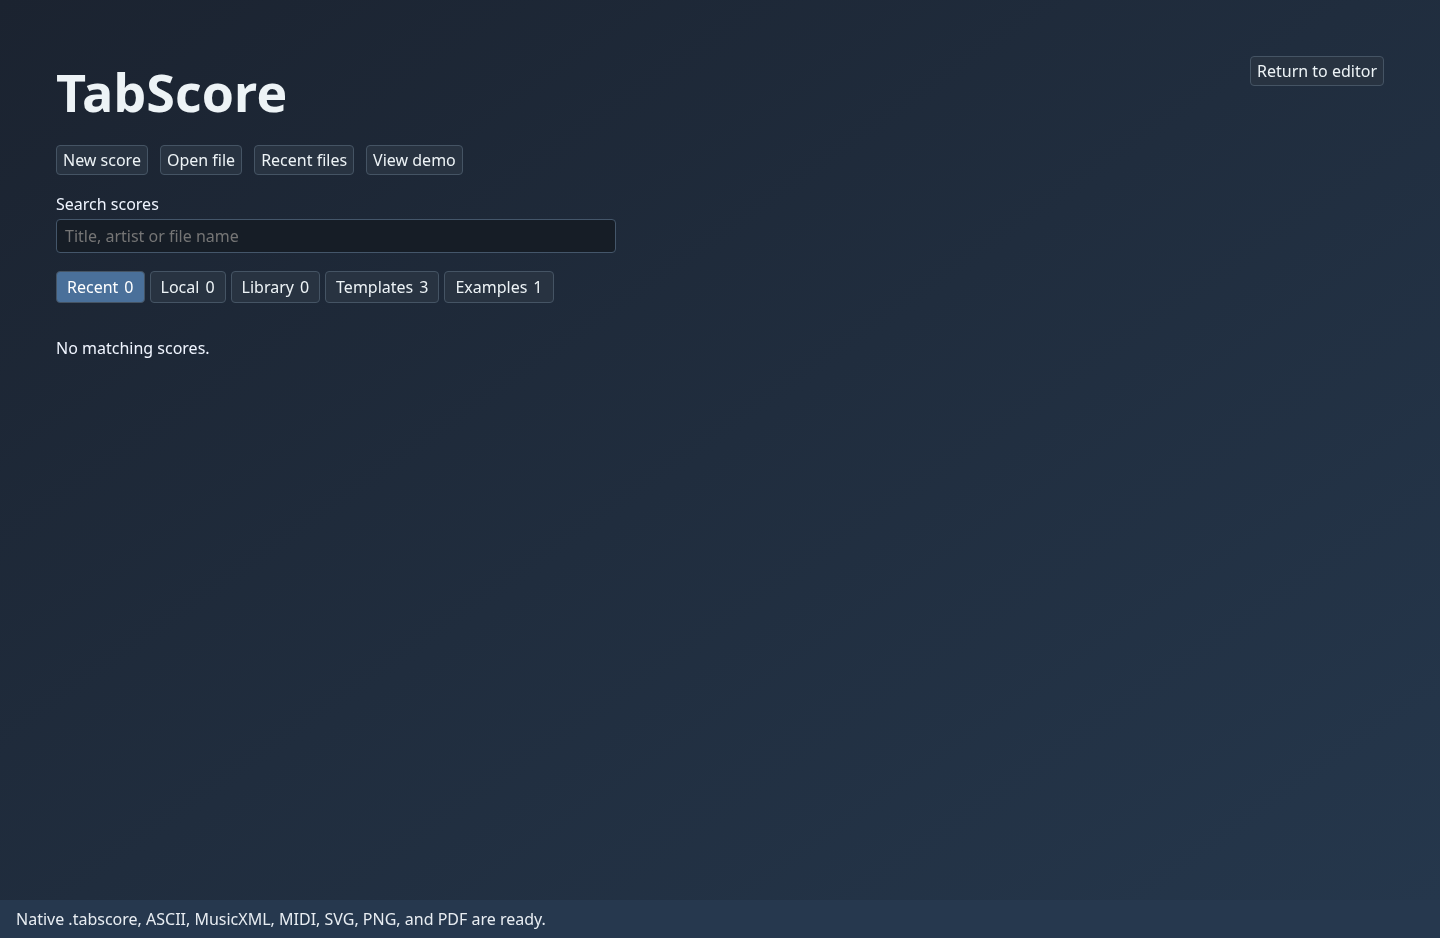 TabScore
Return to editor
New score
Open file
Recent files
View demo
Search scores
Title, artist or file name
Recent 0
Local 0
Library 0
Templates 3
Examples 1
No matching scores.
Native .tabscore, ASCII, MusicXML, MIDI, SVG, PNG, and PDF are ready.